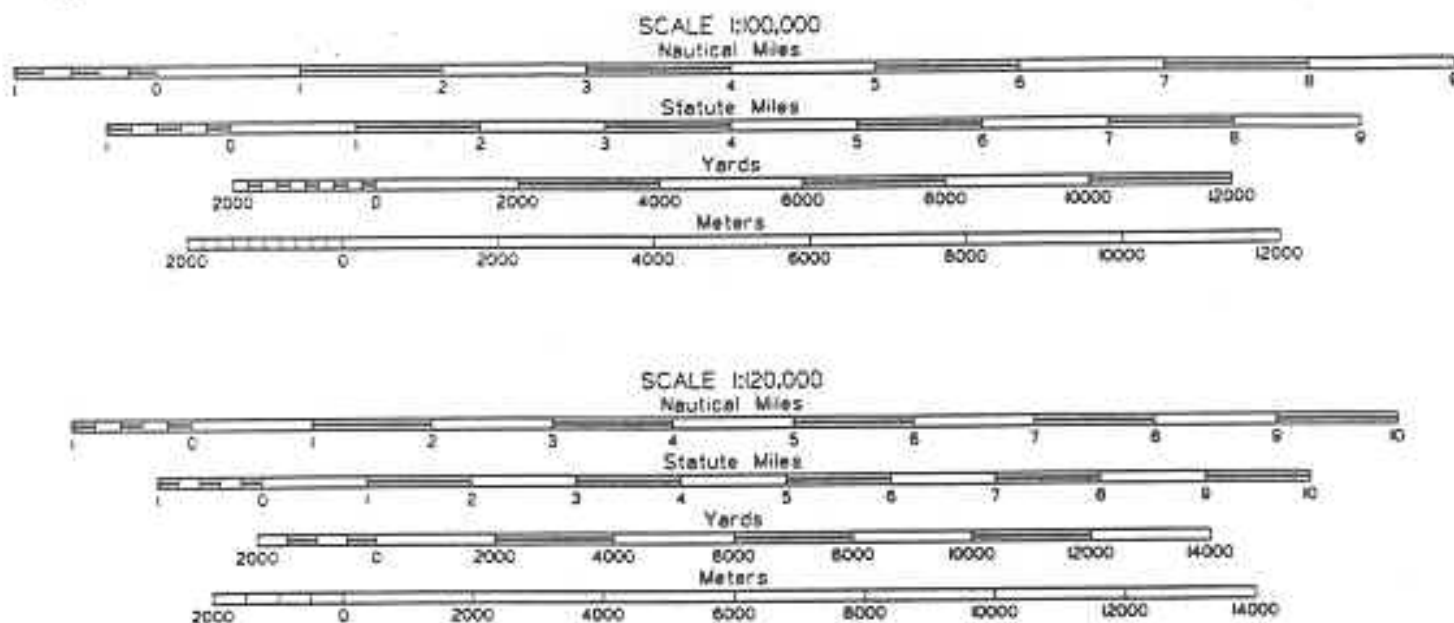 SCALE 1:100,000
Nautical Miles
1 0 1 2 3 4 5 6 7 8 9
Statute Miles
1 0 1 2 3 4 5 6 7 8 9
Yards
2000 0 2000 4000 6000 8000 10000 12000
Meters
2000 0 2000 4000 6000 8000 10000 12000
SCALE 1:120,000
Nautical Miles
1 0 1 2 3 4 5 6 7 8 9 10
Statute Miles
1 0 1 2 3 4 5 6 7 8 9 10
Yards
2000 0 2000 4000 6000 8000 10000 12000 14000
Meters
2000 0 2000 4000 6000 8000 10000 12000 14000